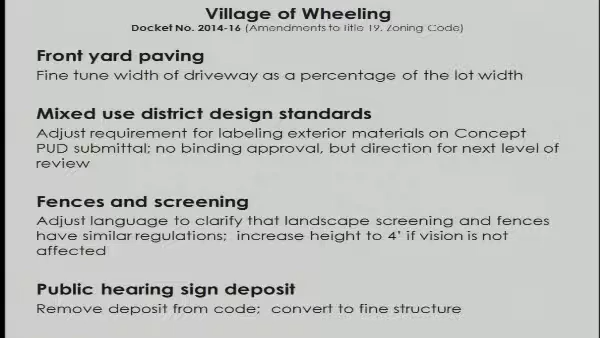 Village of Wheeling
Docket No. 2014-16 (Amendments to Title 19, Zoning Code)
Front yard paving
Fine tune width of driveway as a percentage of the lot width
Mixed use district design standards
Adjust requirement for labeling exterior materials on Concept
PUD submittal; no binding approval, but direction for next level of
review
Fences and screening
Adjust language to clarify that landscape screening and fences
have similar regulations;  increase height to 4' if vision is not
affected
Public hearing sign deposit
Remove deposit from code;  convert to fine structure